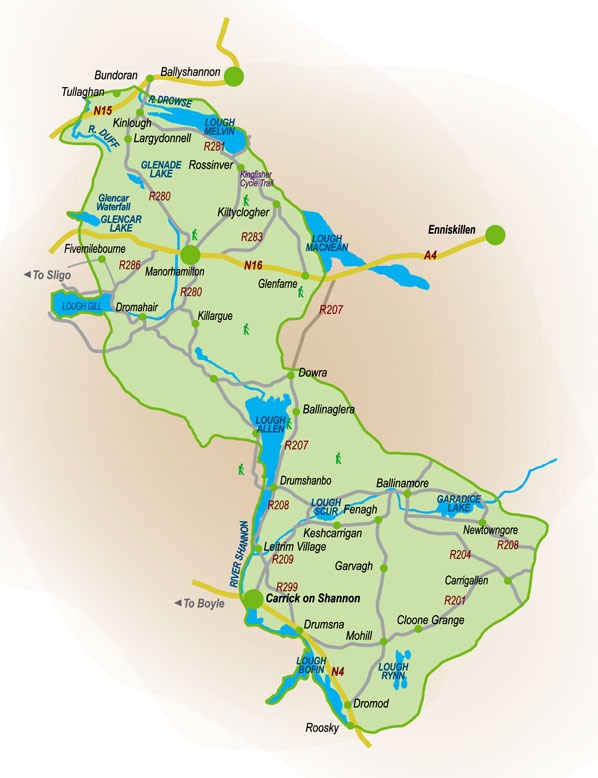 Bundoran
Ballyshannon
Tullaghan
R. DROWSE
N15
Kinlough
LOUGH
MELVIN
R. DUFF
Largydonnell
R281
Rossinver
GLENADE
LAKE
Kingfisher
Cycle Trail
R280
Glencar
Waterfall
GLENCAR
LAKE
Kiltyclogher
Enniskillen
R283
LOUGH
MACNEAN
Fivemilebourne
A4
To Sligo
R286
Manorhamilton
N16
Glenfarne
R280
LOUGH GILL
Dromahair
Killargue
R207
Dowra
Ballinaglera
LOUGH
ALLEN
R207
Drumshanbo
Ballinamore
R208
LOUGH
SCUR
Fenagh
GARADICE
LAKE
Keshcarrigan
Newtowngore
RIVER SHANNON
Leitrim Village
R209
R204
R208
Garvagh
Carrigallen
R299
To Boyle
Carrick on Shannon
R201
Cloone Grange
Drumsna
Mohill
LOUGH
BOFIN
N4
LOUGH
RYNN
Dromod
Roosky